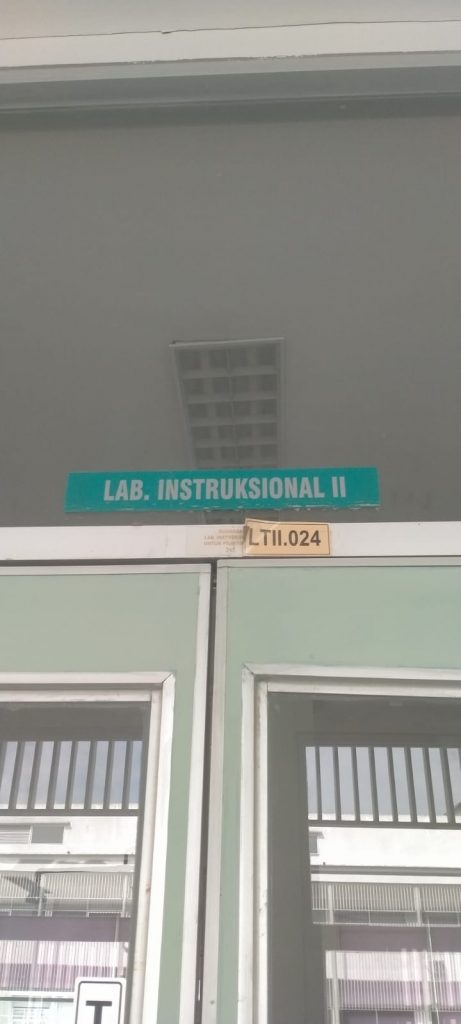 LAB. INSTRUKSIONAL II
LTII.024
T